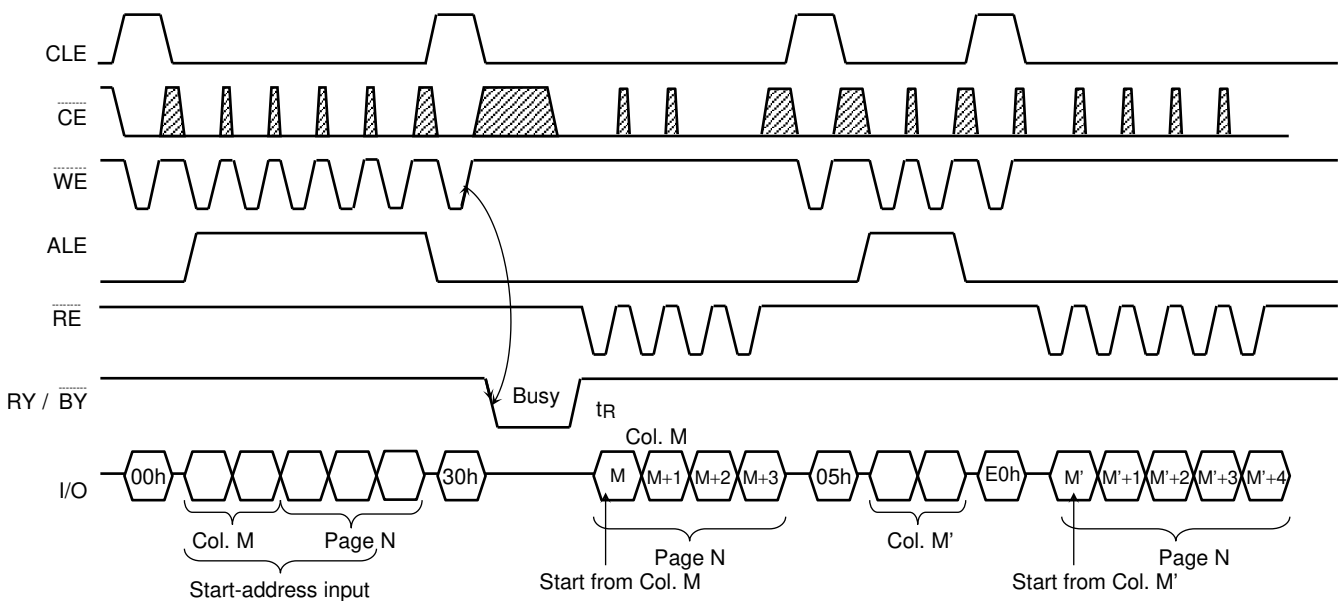 CLE
CE
WE
ALE
RE
RY / BY
Busy
tR
Col. M
I/O
00h
30h
M
M+1
M+2
M+3
05h
E0h
M'
M'+1
M'+2
M'+3
M'+4
Col. M
Page N
Col. M'
Page N
Page N
Start-address input
Start from Col. M
Start from Col. M'